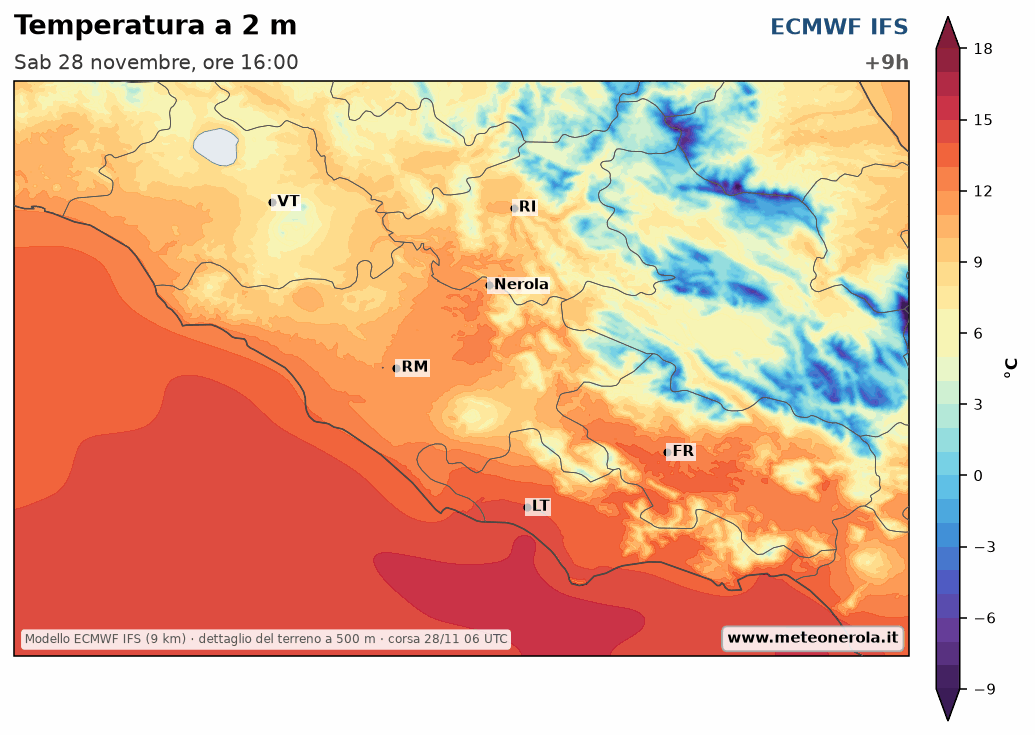 Temperatura a 2 m
ECMWF IFS
Sab 28 novembre, ore 16:00
+9h
VT
RI
Nerola
RM
FR
LT
Modello ECMWF IFS (9 km) · dettaglio del terreno a 500 m · corsa 28/11 06 UTC
www.meteonerola.it
18
15
12
9
6
3
0
−3
−6
−9
°C